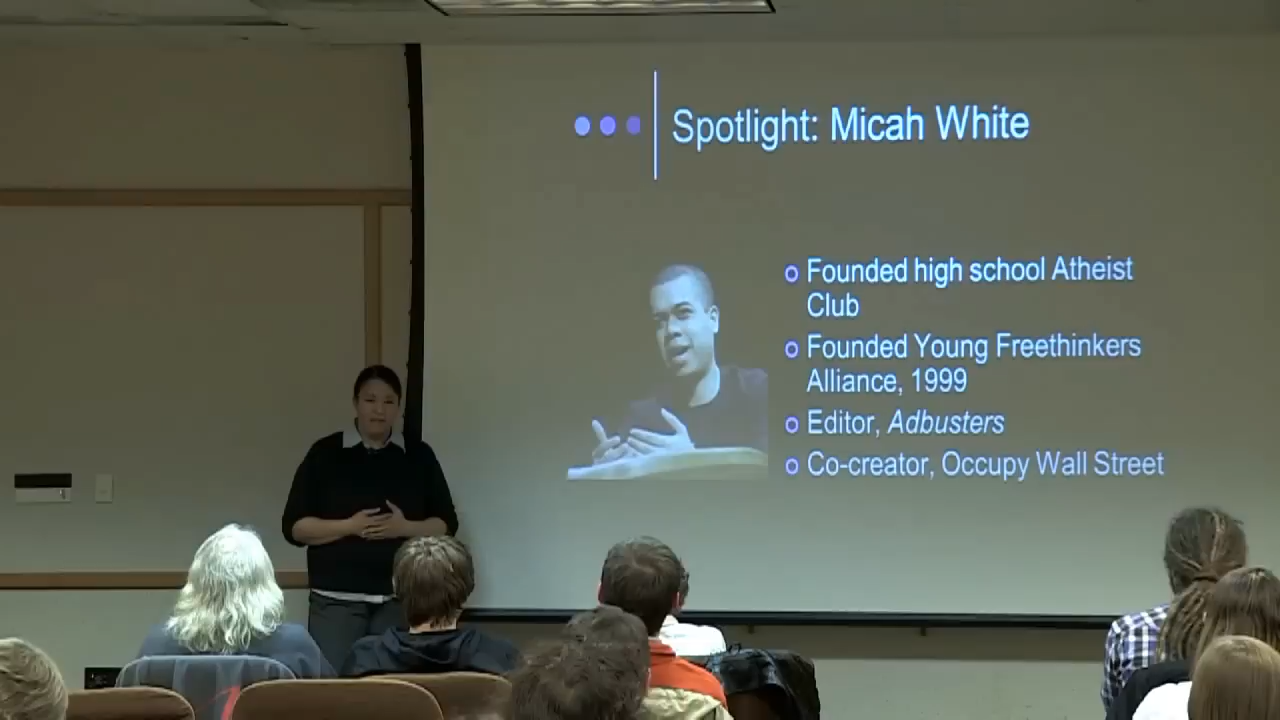 Spotlight: Micah White
Founded high school Atheist
Club
Founded Young Freethinkers
Alliance, 1999
Editor, Adbusters
Co-creator, Occupy Wall Street